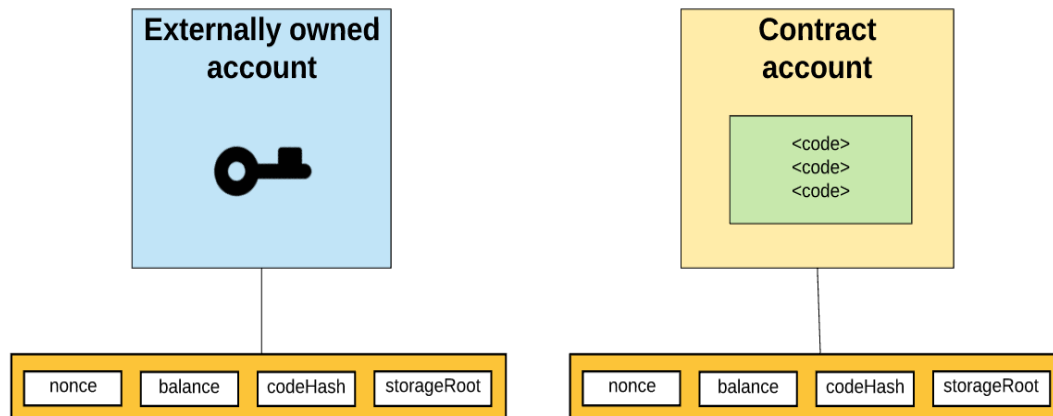 Externally owned
account
Contract
account
<code>
<code>
<code>
nonce
balance
codeHash
storageRoot
nonce
balance
codeHash
storageRoot